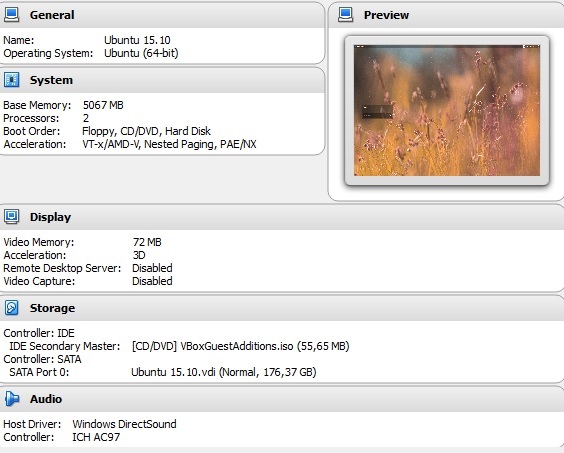 General
Name: Ubuntu 15.10
Operating System: Ubuntu (64-bit)
Preview
System
Base Memory: 5067 MB
Processors: 2
Boot Order: Floppy, CD/DVD, Hard Disk
Acceleration: VT-x/AMD-V, Nested Paging, PAE/NX
Display
Video Memory: 72 MB
Acceleration: 3D
Remote Desktop Server: Disabled
Video Capture: Disabled
Storage
Controller: IDE
IDE Secondary Master: [CD/DVD] VBoxGuestAdditions.iso (55,65 MB)
Controller: SATA
SATA Port 0: Ubuntu 15.10.vdi (Normal, 176,37 GB)
Audio
Host Driver: Windows DirectSound
Controller: ICH AC97